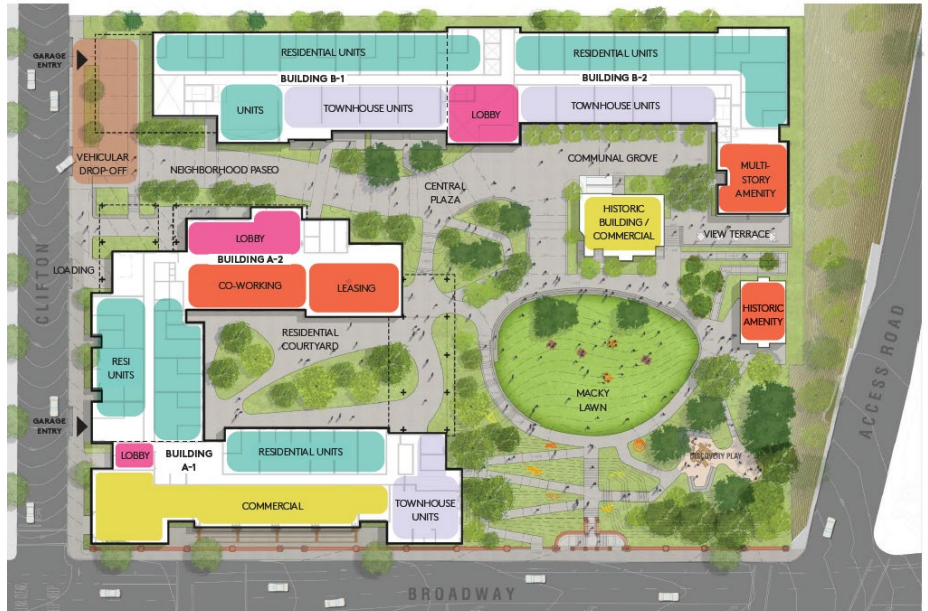 GARAGE
ENTRY
RESIDENTIAL UNITS
RESIDENTIAL UNITS
BUILDING B-1
BUILDING B-2
UNITS
TOWNHOUSE UNITS
LOBBY
TOWNHOUSE UNITS
VEHICULAR
DROP-OFF
NEIGHBORHOOD PASEO
COMMUNAL GROVE
MULTI-
STORY
AMENITY
CENTRAL
PLAZA
HISTORIC
BUILDING /
COMMERCIAL
VIEW TERRACE
LOBBY
BUILDING A-2
LOADING
CO-WORKING
LEASING
CLIFTON
HISTORIC
AMENITY
RESIDENTIAL
COURTYARD
RESI
UNITS
MACKY
LAWN
ACCESS ROAD
GARAGE
ENTRY
LOBBY
BUILDING
A-1
RESIDENTIAL UNITS
DISCOVERY PLAY
COMMERCIAL
TOWNHOUSE
UNITS
BROADWAY